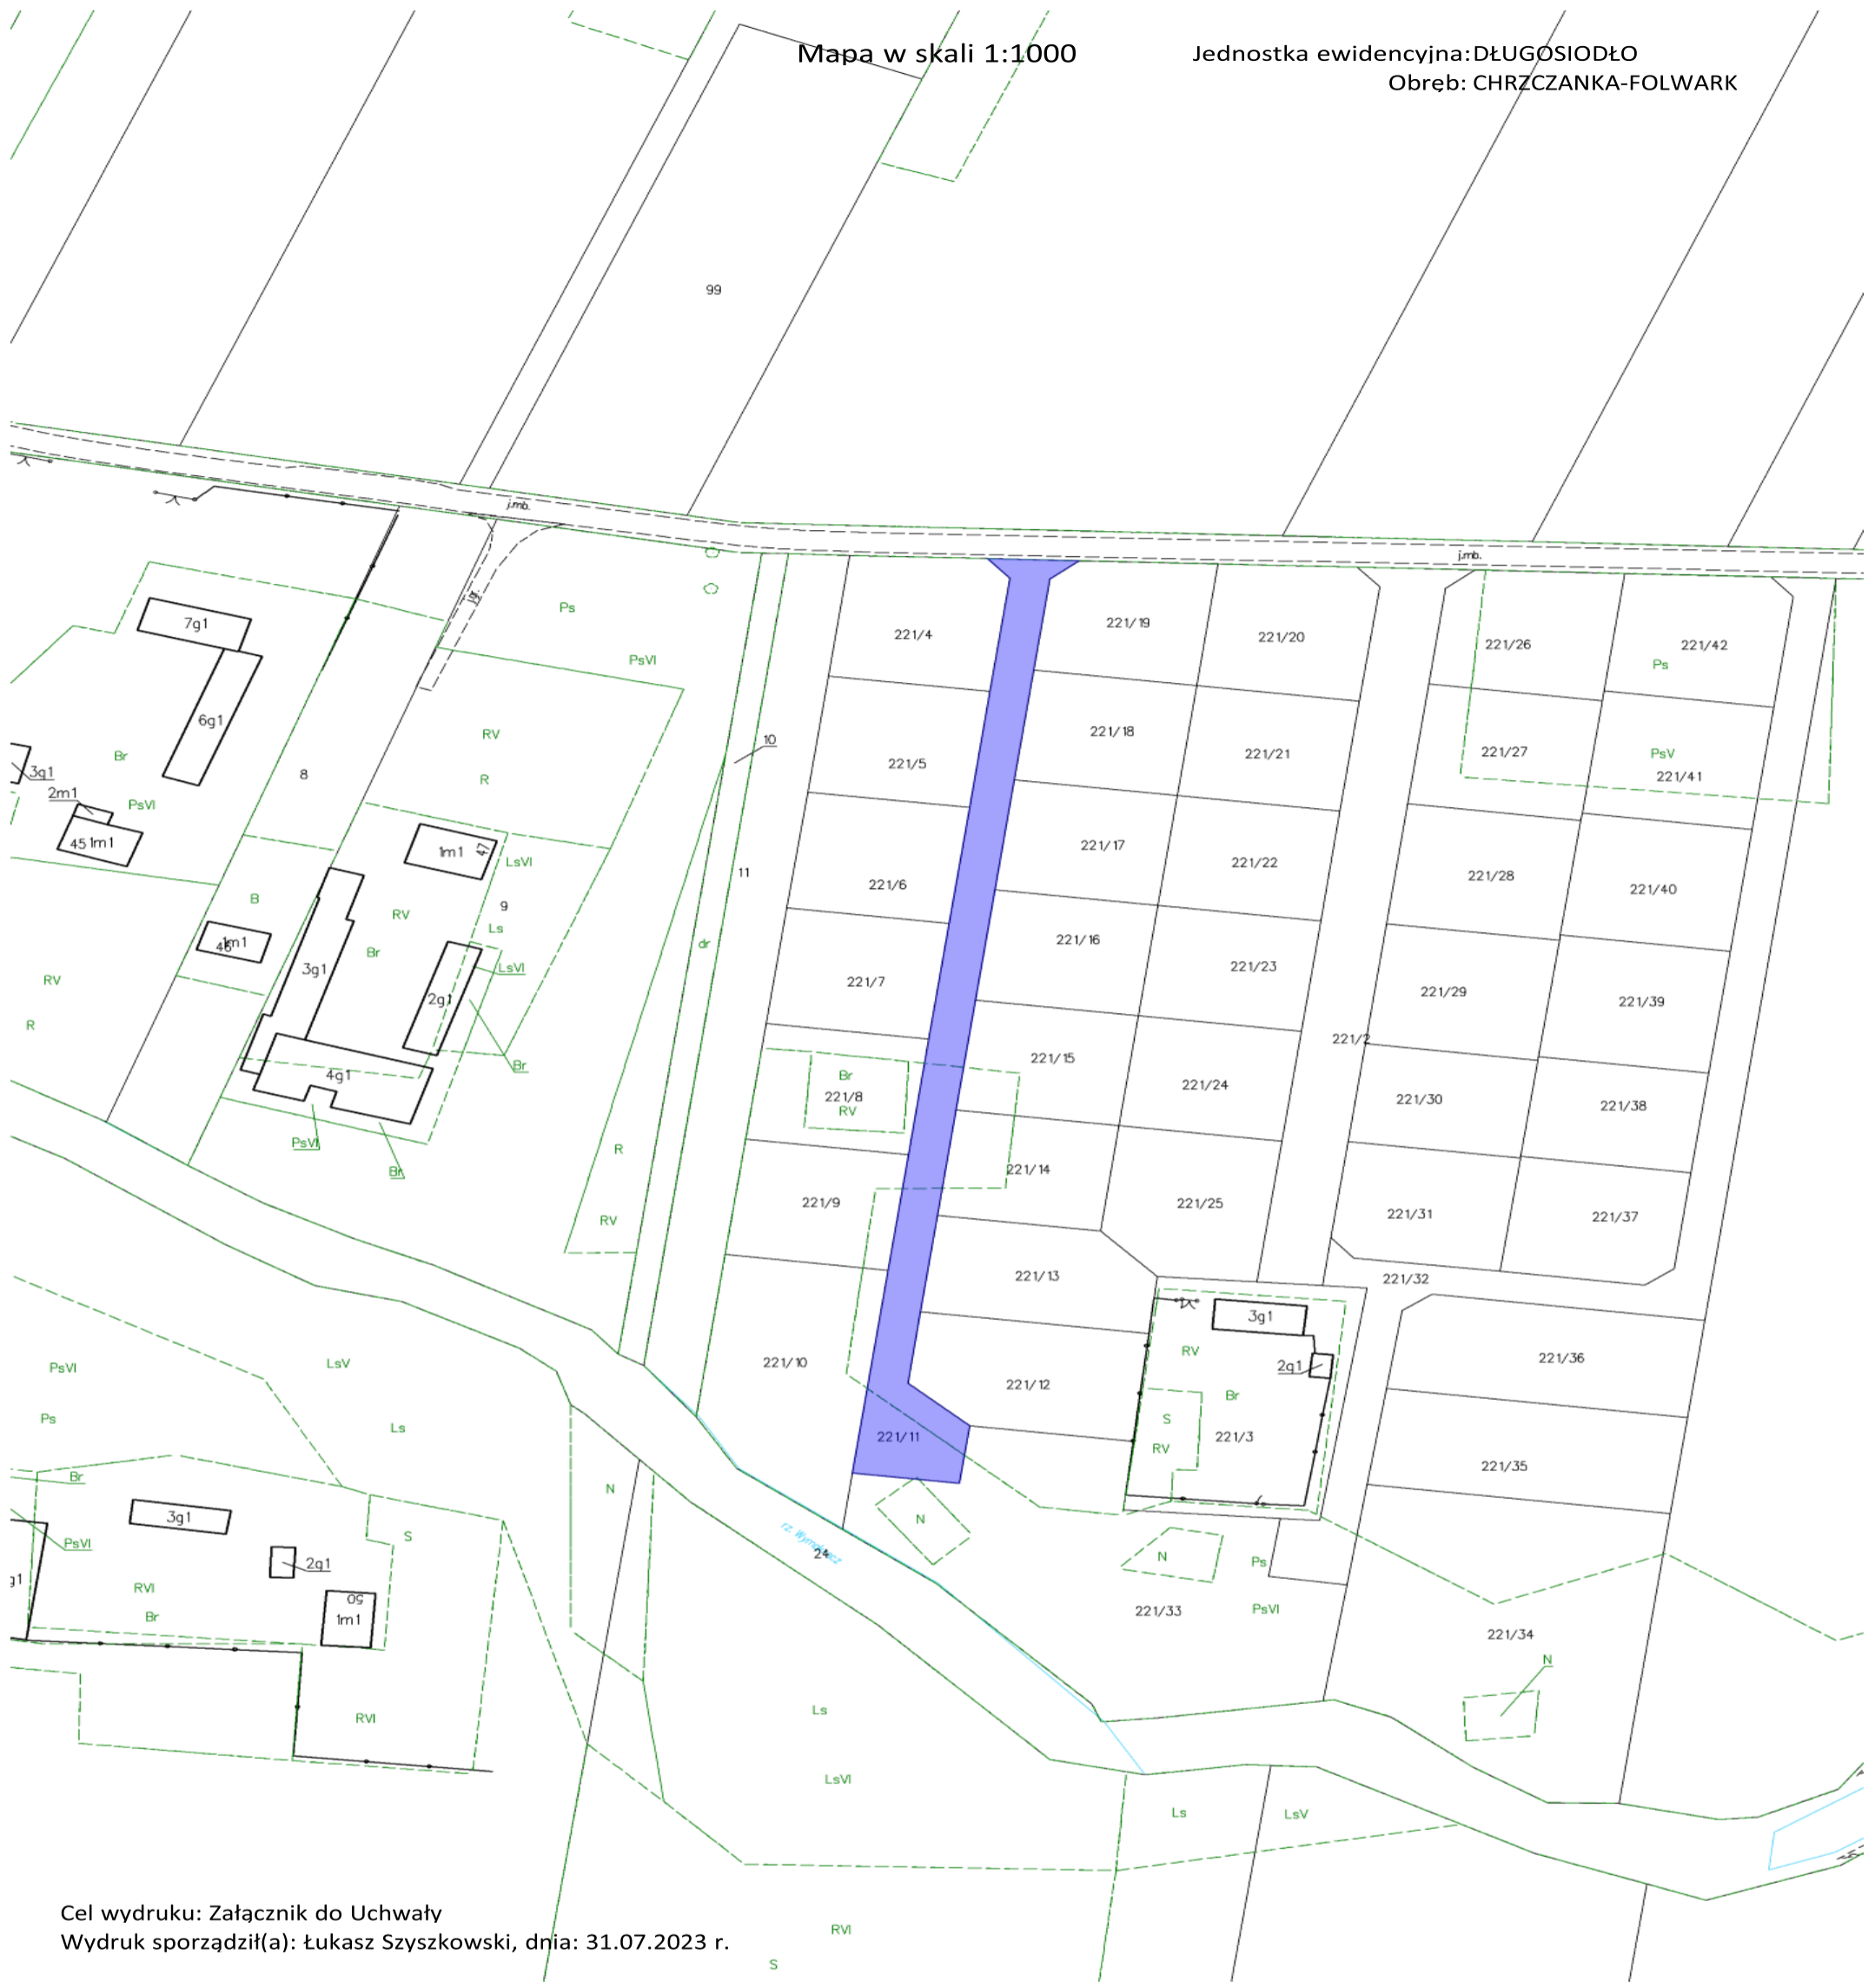 Mapa w skali 1:1000
Jednostka ewidencyjna:DŁUGOSIODŁO
Obręb: CHRZCZANKA-FOLWARK
99
j.mb.
j.mb.
Ps
PsVI
7g1
221/4
221/19
221/20
221/26
221/42
Ps
6g1
RV
R
10
221/5
221/18
221/21
221/27
PsV
221/41
Br
3g1
8
2m1
PsVI
45 1m1
1m1
47
LsVI
11
221/6
221/17
221/22
221/28
221/40
B
RV
9
Ls
46
1m1
Br
dr
221/16
3g1
LsVI
221/7
221/23
RV
2g1
221/29
221/39
R
221/2
221/15
Br
4g1
Br
221/8
RV
221/24
221/30
221/38
PsVI
Br
R
221/14
221/9
221/25
RV
221/31
221/37
221/13
221/32
3g1
RV
2g1
PsVI
LsV
221/10
221/12
221/36
Br
Ps
Ls
S
RV
221/3
221/11
221/35
Br
N
3g1
S
N
PsVI
24
2g1
N
Ps
g1
RVI
50
1m1
Br
221/33
PsVI
221/34
N
RVI
Ls
LsVI
Ls
LsV
RVI
S
Cel wydruku: Załącznik do Uchwały
Wydruk sporządził(a): Łukasz Szyszkowski, dnia: 31.07.2023 r.